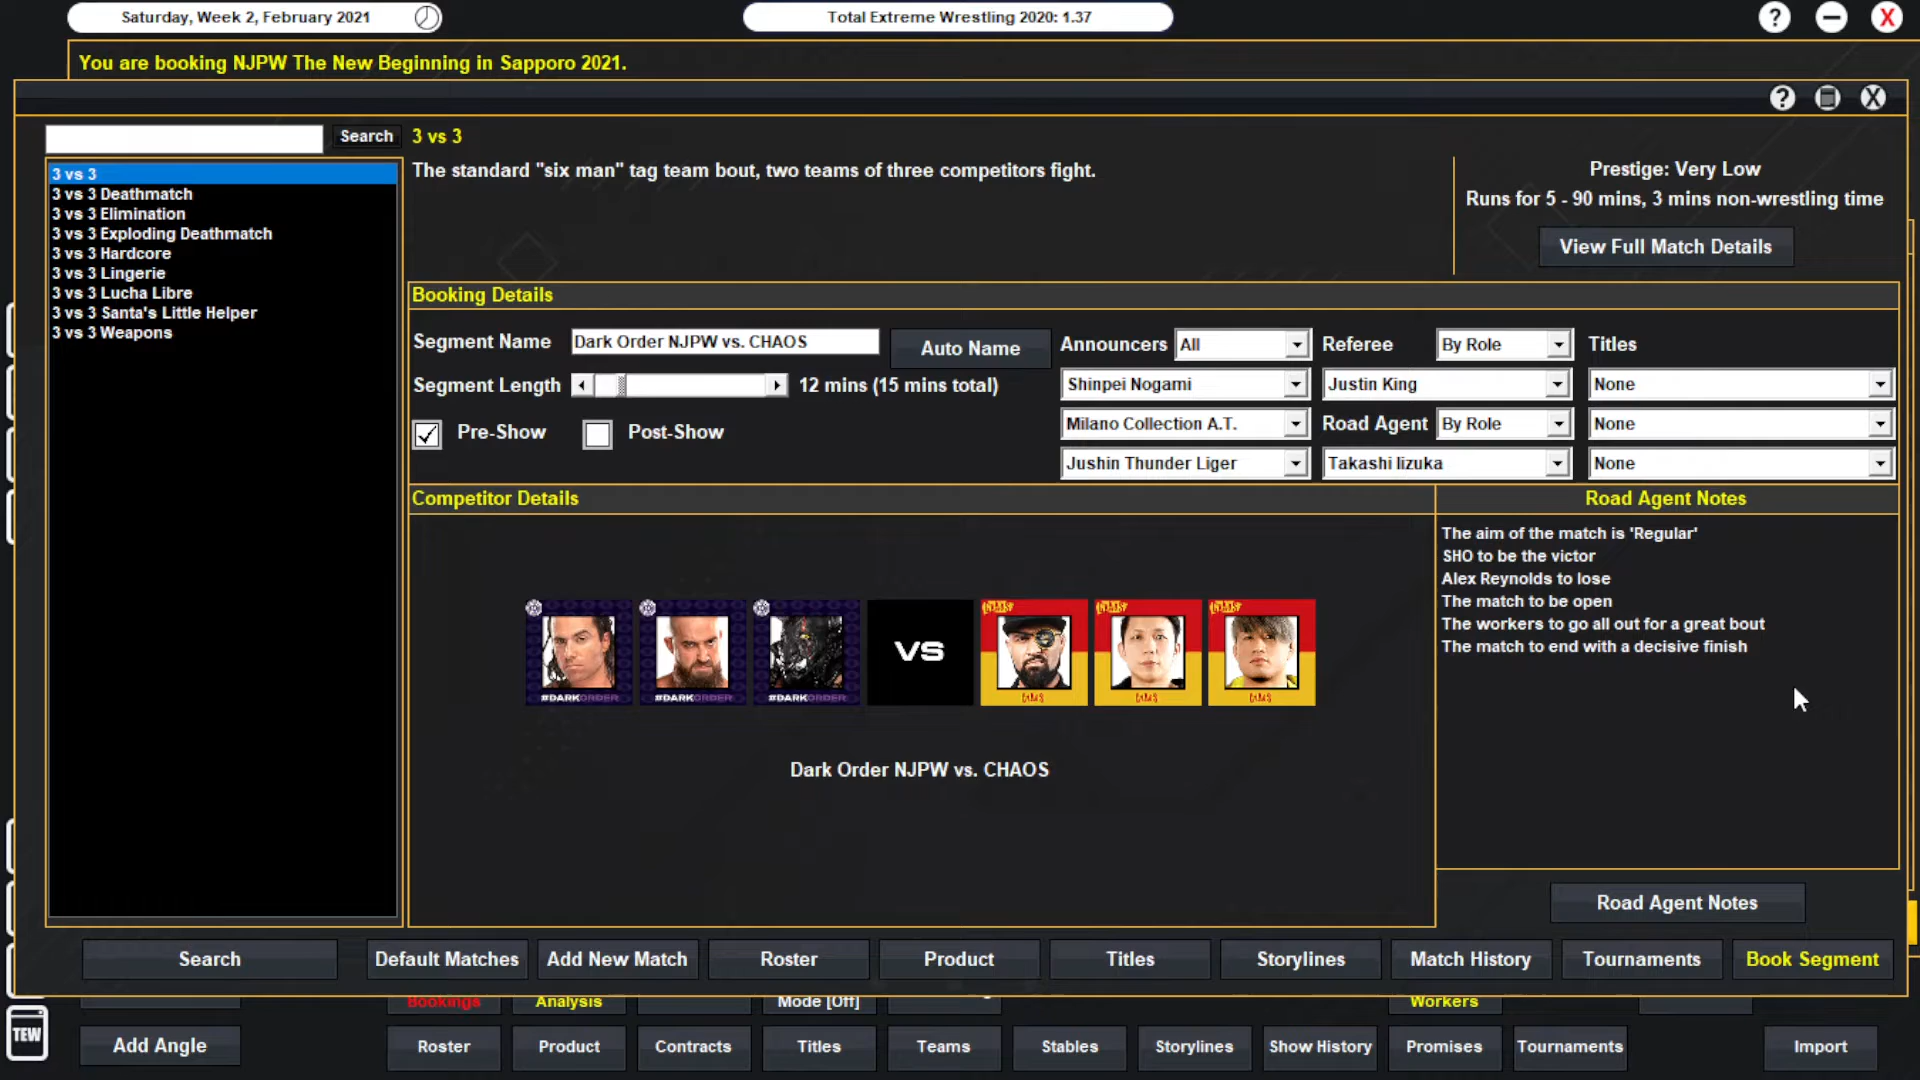 Saturday, Week 2, February 2021
Total Extreme Wrestling 2020: 1.37
?
X
You are booking NJPW The New Beginning in Sapporo 2021.
?
X
Search
3 vs 3
The standard "six man" tag team bout, two teams of three competitors fight.
Prestige: Very Low
Runs for 5 - 90 mins, 3 mins non-wrestling time
View Full Match Details
3 vs 3
3 vs 3 Deathmatch
3 vs 3 Elimination
3 vs 3 Exploding Deathmatch
3 vs 3 Hardcore
3 vs 3 Lingerie
3 vs 3 Lucha Libre
3 vs 3 Santa's Little Helper
3 vs 3 Weapons
Booking Details
Segment Name
Dark Order NJPW vs. CHAOS
Auto Name
Announcers
All
Referee
By Role
Titles
Segment Length
12 mins (15 mins total)
Shinpei Nogami
Justin King
None
Pre-Show
Post-Show
Milano Collection A.T.
Road Agent
By Role
None
Jushin Thunder Liger
Takashi Iizuka
None
Competitor Details
Road Agent Notes
The aim of the match is 'Regular'
SHO to be the victor
Alex Reynolds to lose
The match to be open
The workers to go all out for a great bout
The match to end with a decisive finish
#DARKORDER
#DARKORDER
#DARKORDER
VS
Dark Order NJPW vs. CHAOS
Road Agent Notes
Search
Default Matches
Add New Match
Roster
Product
Titles
Storylines
Match History
Tournaments
Book Segment
Bookings
Analysis
Mode [Off]
Workers
TEW
Add Angle
Roster
Product
Contracts
Titles
Teams
Stables
Storylines
Show History
Promises
Tournaments
Import